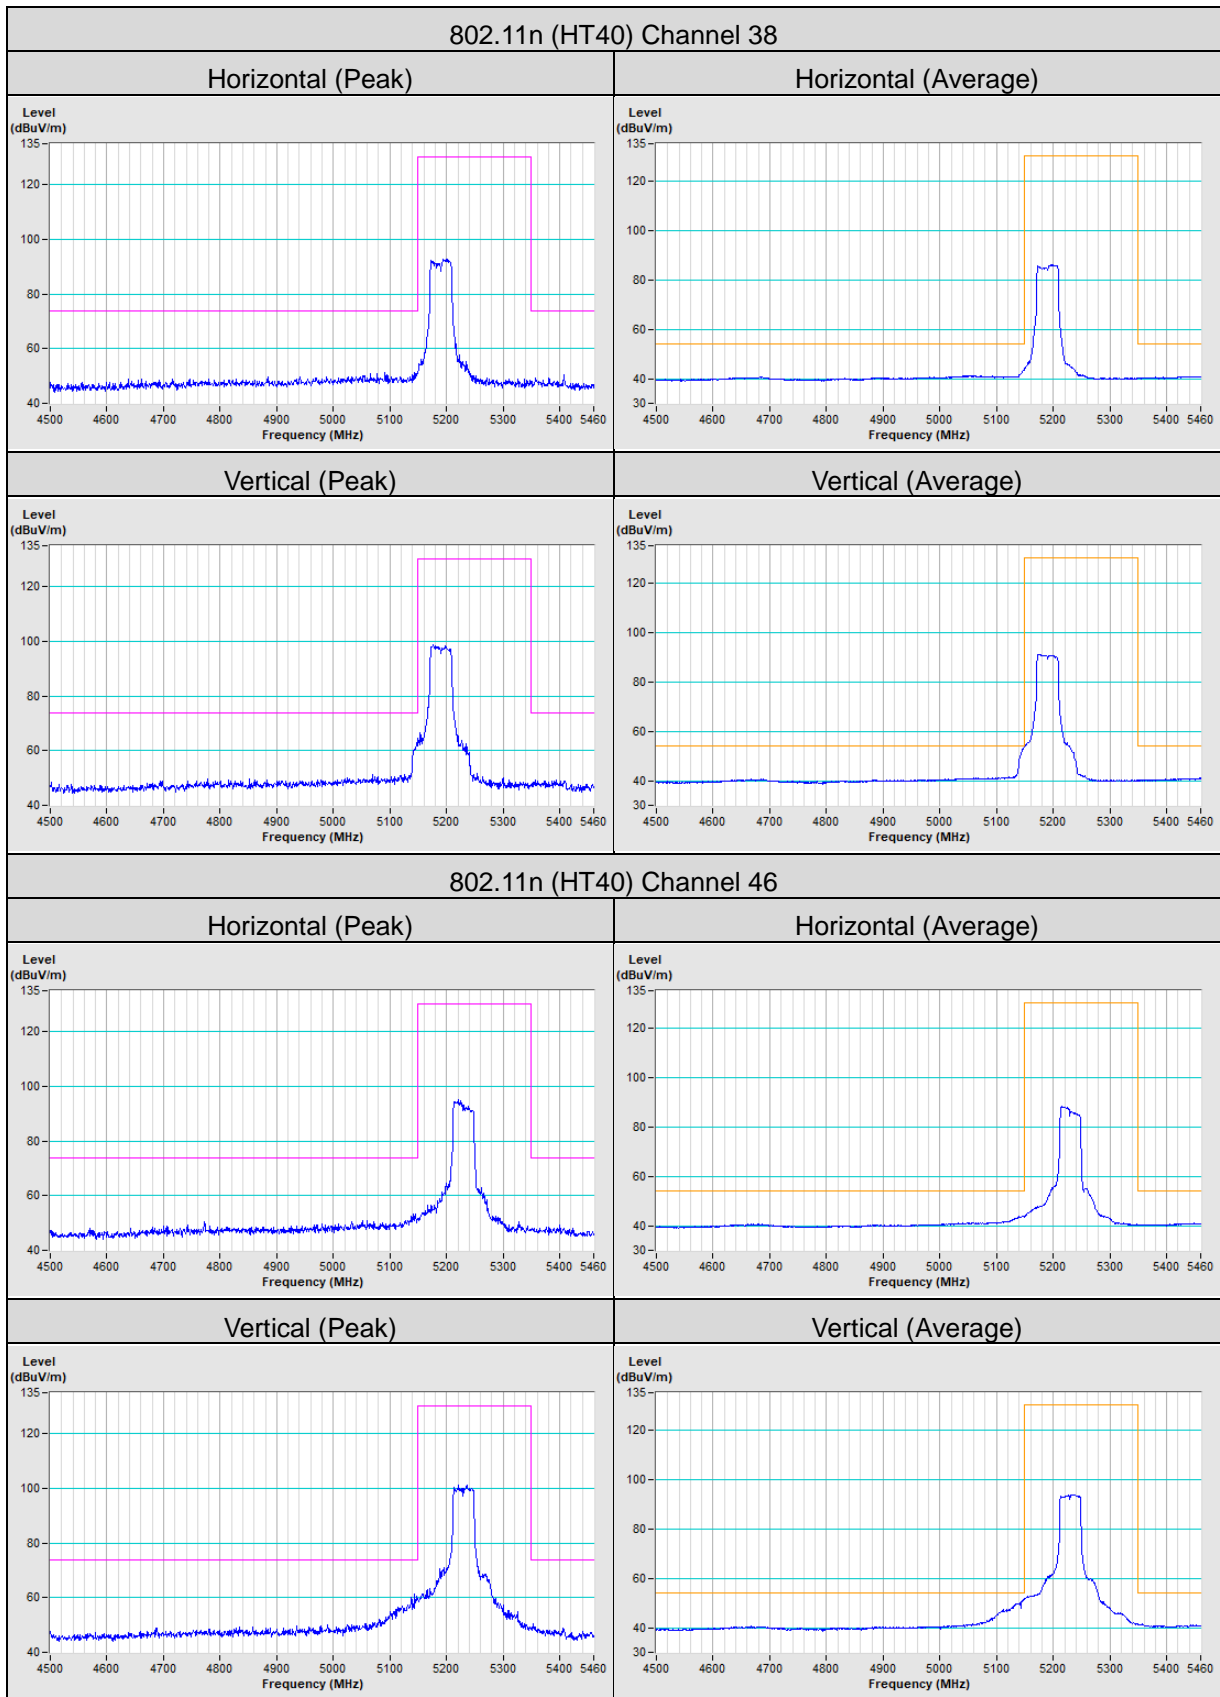 802.11n (HT40) Channel 38
Horizontal (Peak)
Horizontal (Average)
Level
(dBuV/m)
135
120
100
80
60
40
4500 4600 4700 4800 4900 5000 5100 5200 5300 5400 5460
Frequency (MHz)
Level
(dBuV/m)
135
120
100
80
60
40
30
4500 4600 4700 4800 4900 5000 5100 5200 5300 5400 5460
Frequency (MHz)
Vertical (Peak)
Vertical (Average)
Level
(dBuV/m)
135
120
100
80
60
40
4500 4600 4700 4800 4900 5000 5100 5200 5300 5400 5460
Frequency (MHz)
Level
(dBuV/m)
135
120
100
80
60
40
30
4500 4600 4700 4800 4900 5000 5100 5200 5300 5400 5460
Frequency (MHz)
802.11n (HT40) Channel 46
Horizontal (Peak)
Horizontal (Average)
Level
(dBuV/m)
135
120
100
80
60
40
4500 4600 4700 4800 4900 5000 5100 5200 5300 5400 5460
Frequency (MHz)
Level
(dBuV/m)
135
120
100
80
60
40
30
4500 4600 4700 4800 4900 5000 5100 5200 5300 5400 5460
Frequency (MHz)
Vertical (Peak)
Vertical (Average)
Level
(dBuV/m)
135
120
100
80
60
40
4500 4600 4700 4800 4900 5000 5100 5200 5300 5400 5460
Frequency (MHz)
Level
(dBuV/m)
135
120
100
80
60
40
30
4500 4600 4700 4800 4900 5000 5100 5200 5300 5400 5460
Frequency (MHz)